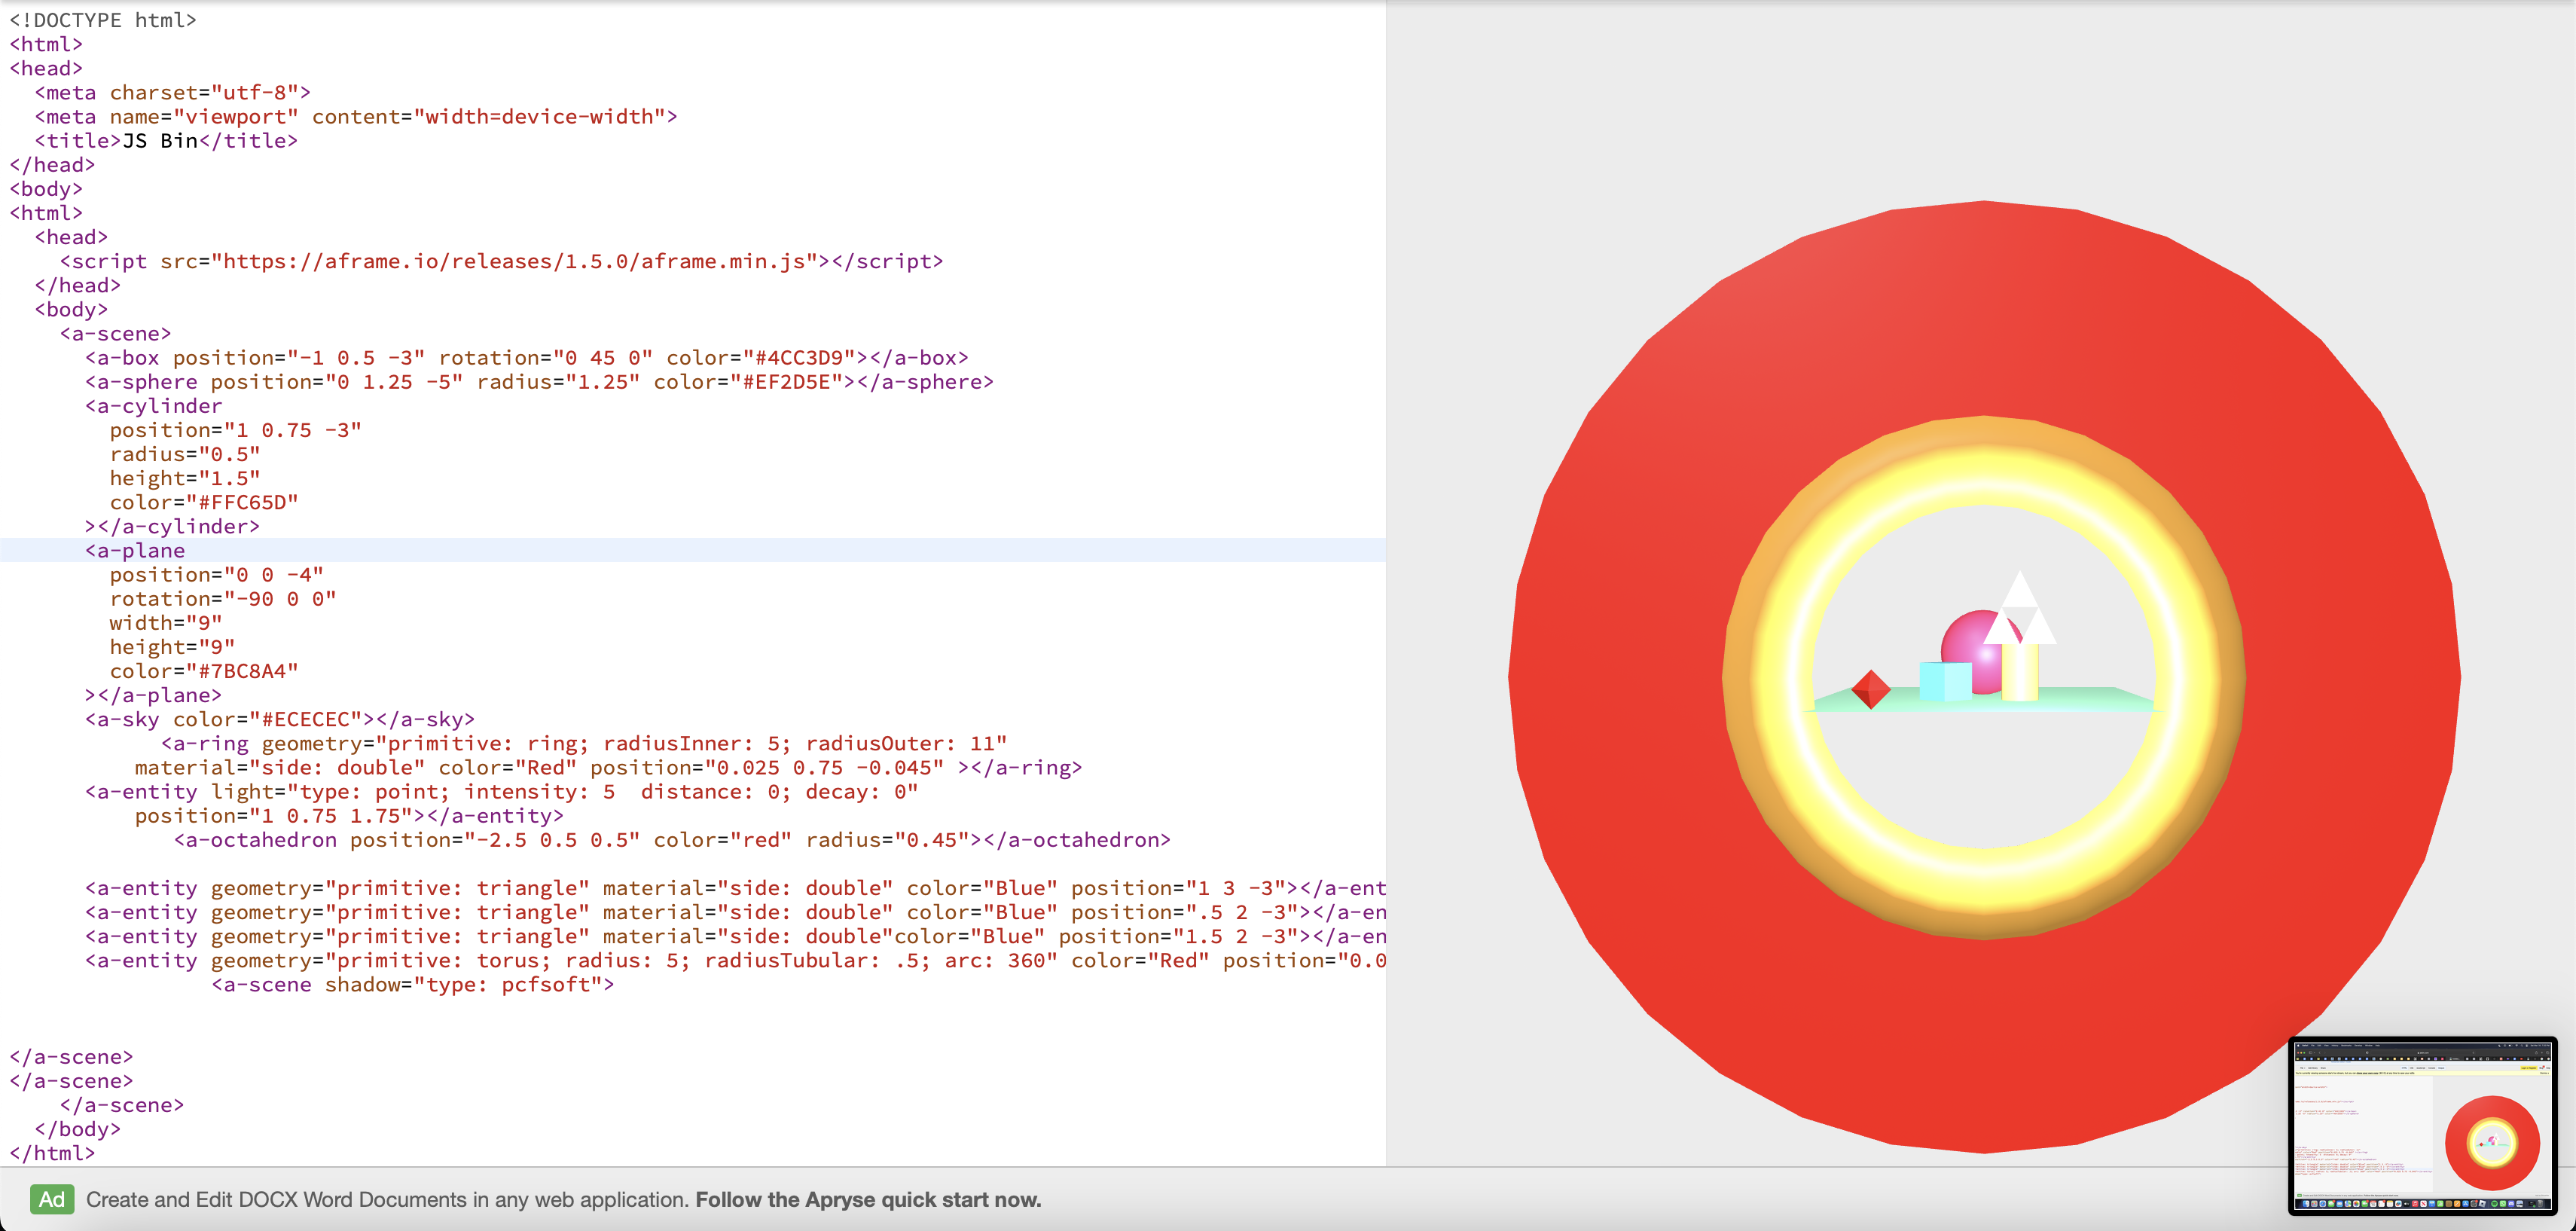 <!DOCTYPE html>
<html>
<head>
  <meta charset="utf-8">
  <meta name="viewport" content="width=device-width">
  <title>JS Bin</title>
</head>
<body>
<html>
  <head>
    <script src="https://aframe.io/releases/1.5.0/aframe.min.js"></script>
  </head>
  <body>
    <a-scene>
      <a-box position="-1 0.5 -3" rotation="0 45 0" color="#4CC3D9"></a-box>
      <a-sphere position="0 1.25 -5" radius="1.25" color="#EF2D5E"></a-sphere>
      <a-cylinder
        position="1 0.75 -3"
        radius="0.5"
        height="1.5"
        color="#FFC65D"
      ></a-cylinder>
      <a-plane
        position="0 0 -4"
        rotation="-90 0 0"
        width="9"
        height="9"
        color="#7BC8A4"
      ></a-plane>
      <a-sky color="#ECECEC"></a-sky>
            <a-ring geometry="primitive: ring; radiusInner: 5; radiusOuter: 11"
          material="side: double" color="Red" position="0.025 0.75 -0.045" ></a-ring>
      <a-entity light="type: point; intensity: 5  distance: 0; decay: 0"
          position="1 0.75 1.75"></a-entity>
             <a-octahedron position="-2.5 0.5 0.5" color="red" radius="0.45"></a-octahedron>
      <a-entity geometry="primitive: triangle" material="side: double" color="Blue" position="1 3 -3"></a-ent
      <a-entity geometry="primitive: triangle" material="side: double" color="Blue" position=".5 2 -3"></a-en
      <a-entity geometry="primitive: triangle" material="side: double"color="Blue" position="1.5 2 -3"></a-en
      <a-entity geometry="primitive: torus; radius: 5; radiusTubular: .5; arc: 360" color="Red" position="0.0
                <a-scene shadow="type: pcfsoft">
</a-scene>
</a-scene>
    </a-scene>
  </body>
</html>
Ad Create and Edit DOCX Word Documents in any web application. Follow the Apryse quick start now.